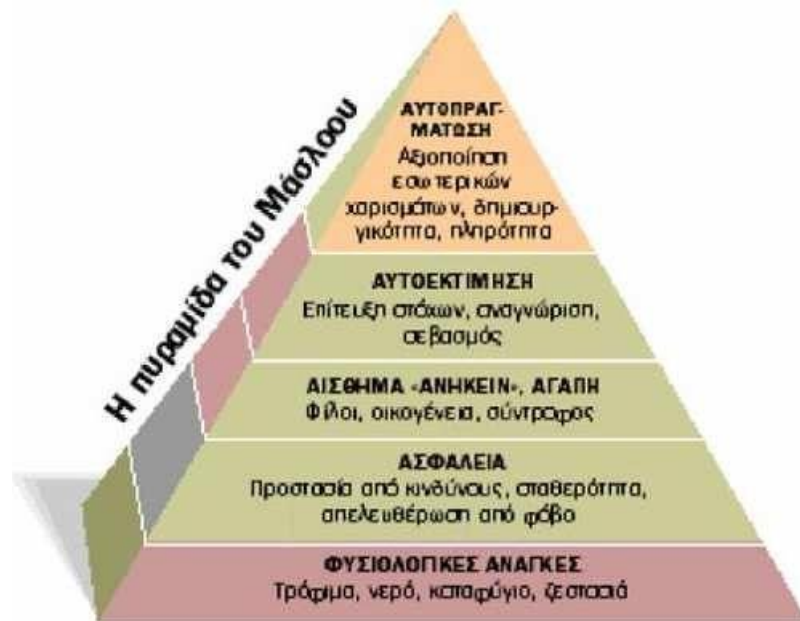 Η πυραμίδα του Μάσλοου
ΑΥΤΟΠΡΑΓ-
ΜΑΤΩΣΗ
Αξιοποίηση
εσωτερικών
χαρισμάτων, δημιουρ-
γικότητα, πληρότητα
ΑΥΤΟΕΚΤΙΜΗΣΗ
Επίτευξη στόχων, αναγνώριση,
σεβασμός
ΑΙΣΘΗΜΑ «ΑΝΗΚΕΙΝ», ΑΓΑΠΗ
Φίλοι, οικογένεια, σύντροφος
ΑΣΦΑΛΕΙΑ
Προστασία από κινδύνους, σταθερότητα,
απελευθέρωση από φόβο
ΦΥΣΙΟΛΟΓΙΚΕΣ ΑΝΑΓΚΕΣ
Τρόφιμα, νερό, καταφύγιο, ζεστασιά